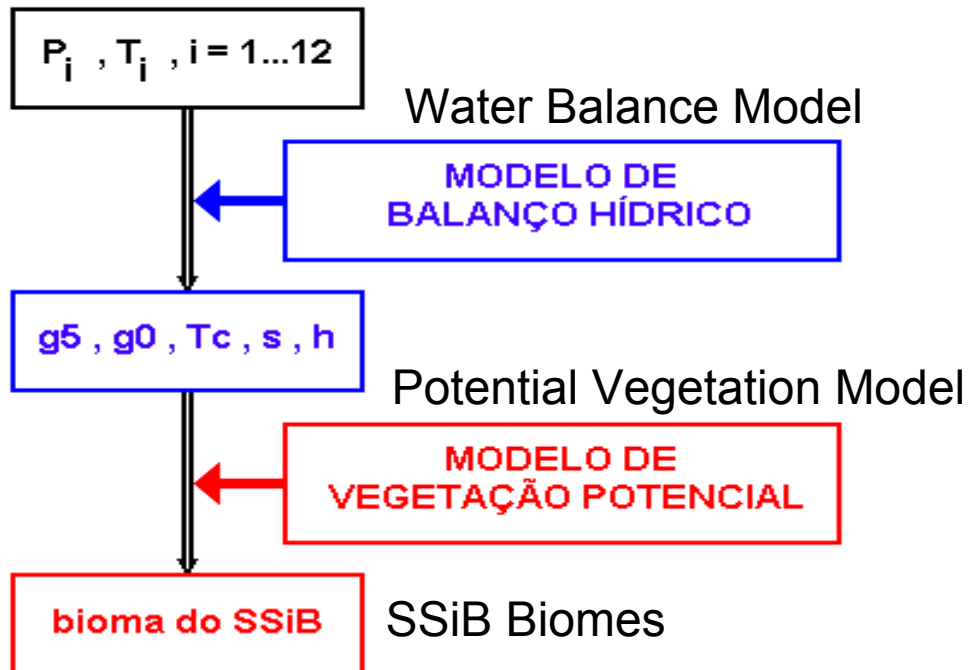 Pi , Ti , i = 1...12
Water Balance Model
MODELO DE
BALANÇO HÍDRICO
g5 , g0 , Tc , s , h
Potential Vegetation Model
MODELO DE
VEGETAÇÃO POTENCIAL
bioma do SSiB
SSiB Biomes